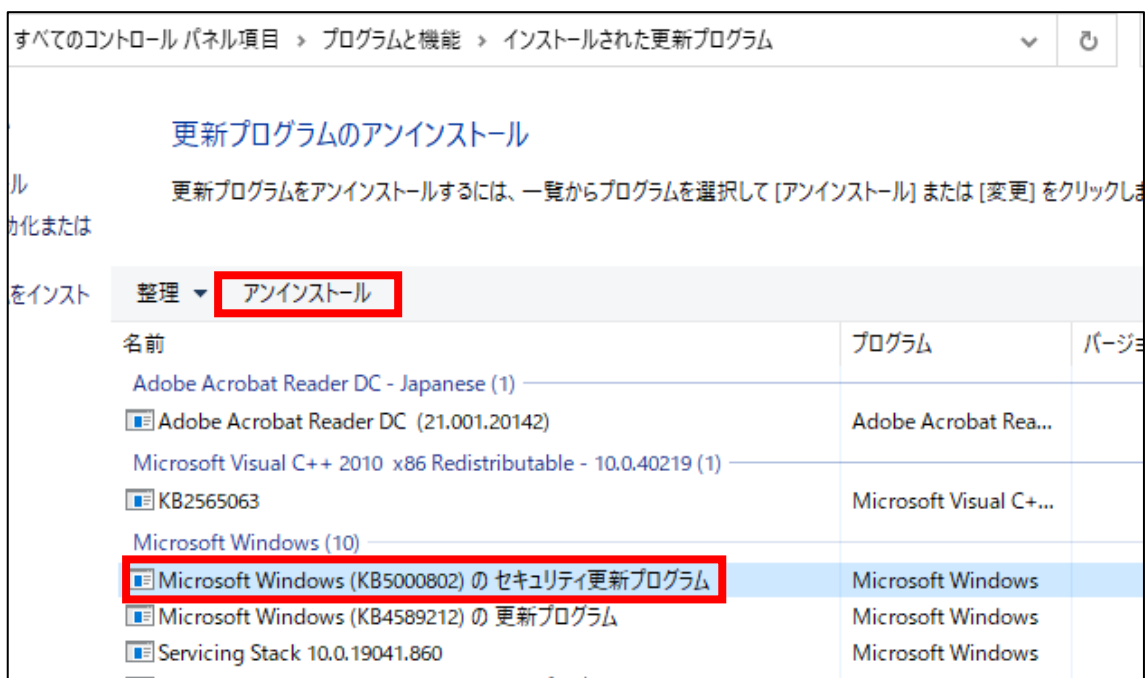 すべてのコントロール パネル項目 › プログラムと機能 › インストールされた更新プログラム
更新プログラムのアンインストール
ル
更新プログラムをアンインストールするには、一覧からプログラムを選択して [アンインストール] または [変更] をクリックしま
効化または
をインスト
整理 アンインストール
名前 プログラム バージョ
Adobe Acrobat Reader DC - Japanese (1)
Adobe Acrobat Reader DC (21.001.20142) Adobe Acrobat Rea...
Microsoft Visual C++ 2010 x86 Redistributable - 10.0.40219 (1)
KB2565063 Microsoft Visual C+...
Microsoft Windows (10)
Microsoft Windows (KB5000802) の セキュリティ更新プログラム Microsoft Windows
Microsoft Windows (KB4589212) の 更新プログラム Microsoft Windows
Servicing Stack 10.0.19041.860 Microsoft Windows